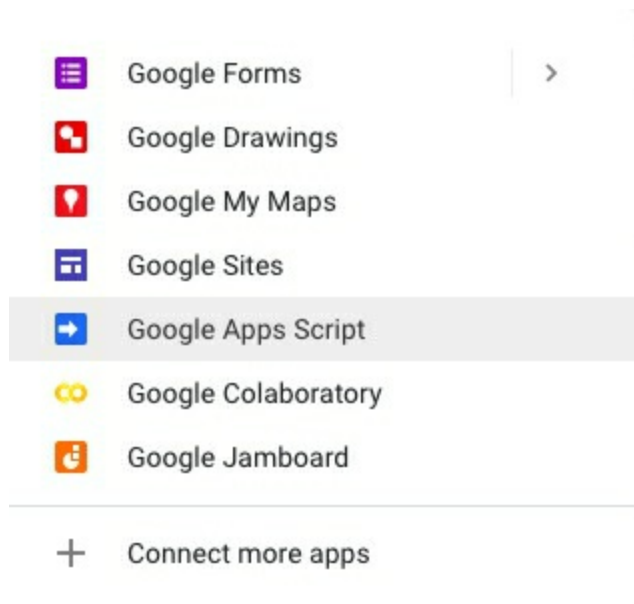 Google Forms
Google Drawings
Google My Maps
Google Sites
Google Apps Script
Google Colaboratory
Google Jamboard
Connect more apps